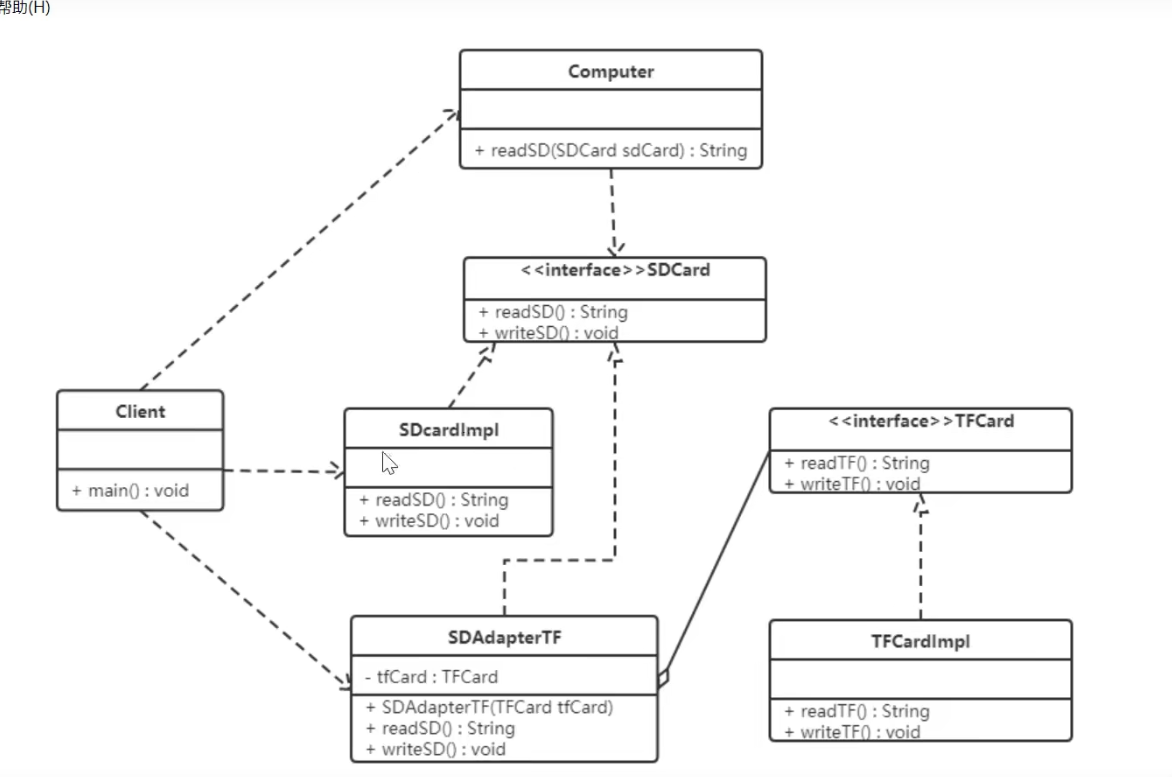 帮助(H)
Computer
+ readSD(SDCard sdCard) : String
<<interface>>SDCard
+ readSD() : String
+ writeSD() : void
Client
+ main() : void
SDcardImpl
+ readSD() : String
+ writeSD() : void
<<interface>>TFCard
+ readTF() : String
+ writeTF() : void
SDAdapterTF
- tfCard : TFCard
+ SDAdapterTF(TFCard tfCard)
+ readSD() : String
+ writeSD() : void
TFCardImpl
+ readTF() : String
+ writeTF() : void